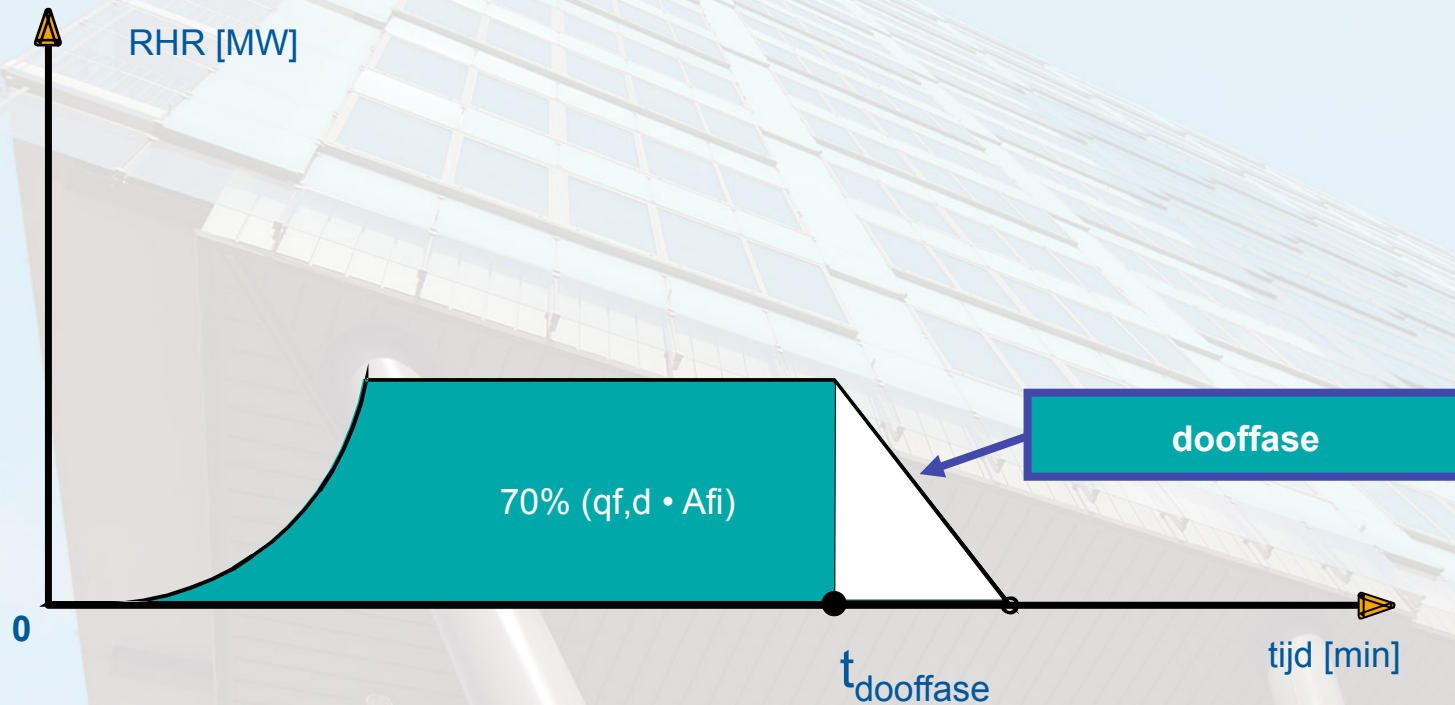 RHR [MW]
dooffase
70% (qf,d • Afi)
0
tijd [min]
tdooffase